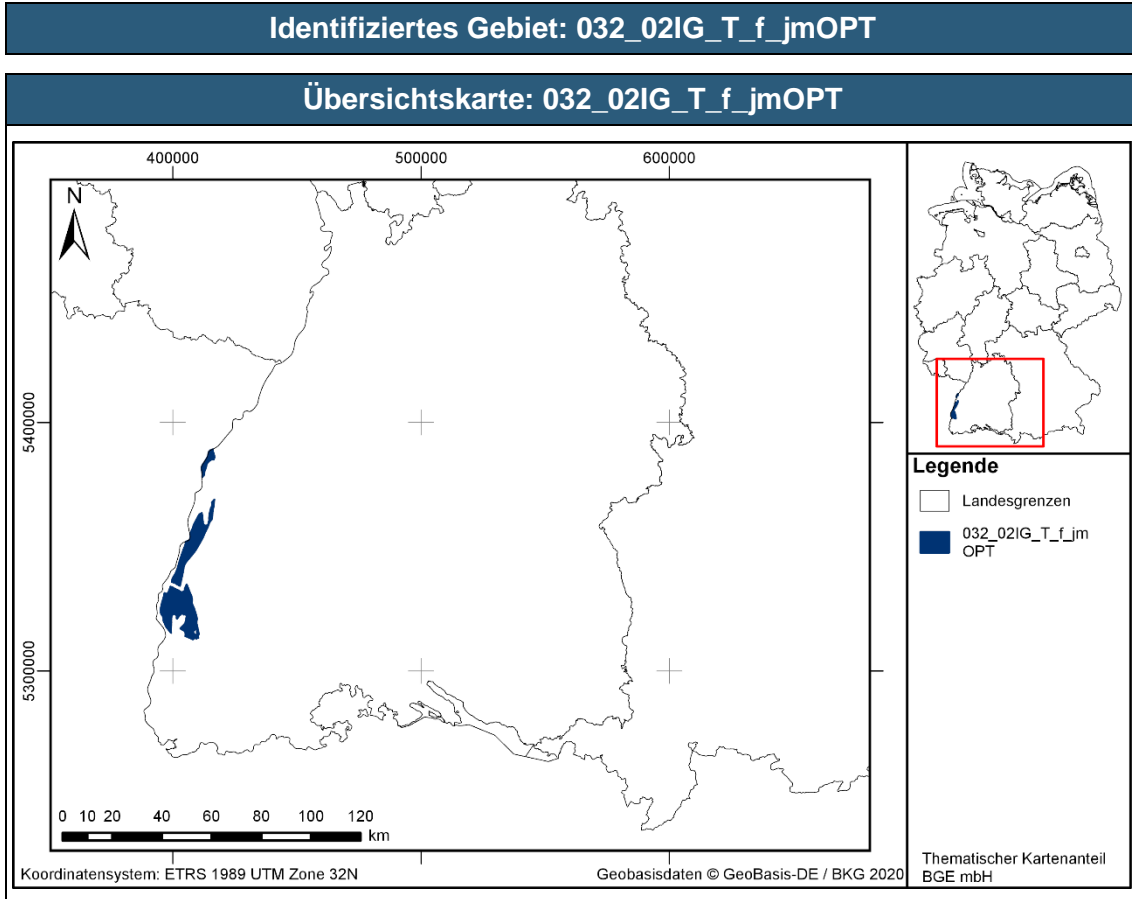 Identifiziertes Gebiet: 032_02IG_T_f_jmOPT
Übersichtskarte: 032_02IG_T_f_jmOPT
400000 500000 600000
N
5400000
5300000
0 10 20 40 60 80 100 120
km
Koordinatensystem: ETRS 1989 UTM Zone 32N
Geobasisdaten © GeoBasis-DE / BKG 2020
Legende
Landesgrenzen
032_02IG_T_f_jm
OPT
Thematischer Kartenanteil
BGE mbH